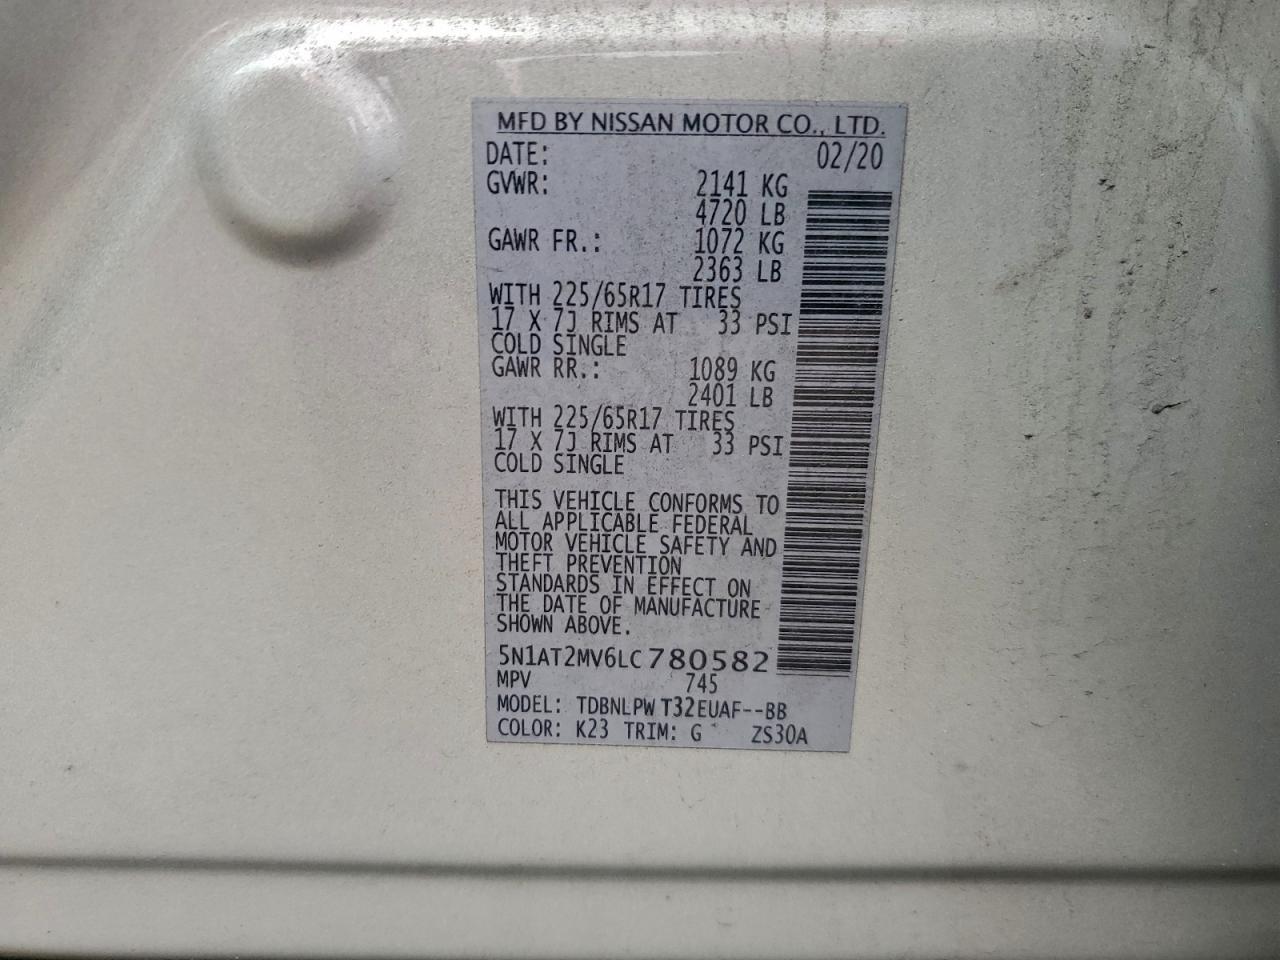 MFD BY NISSAN MOTOR CO., LTD.
DATE: 02/20
GVWR: 2141 KG
4720 LB
GAWR FR.: 1072 KG
2363 LB
WITH 225/65R17 TIRES
17 X 7J RIMS AT 33 PSI
COLD SINGLE
GAWR RR.: 1089 KG
2401 LB
WITH 225/65R17 TIRES
17 X 7J RIMS AT 33 PSI
COLD SINGLE
THIS VEHICLE CONFORMS TO
ALL APPLICABLE FEDERAL
MOTOR VEHICLE SAFETY AND
THEFT PREVENTION
STANDARDS IN EFFECT ON
THE DATE OF MANUFACTURE
SHOWN ABOVE.
5N1AT2MV6LC780582
MPV 745
MODEL: TDBNLPW T32EUAF--BB
COLOR: K23 TRIM: G ZS30A